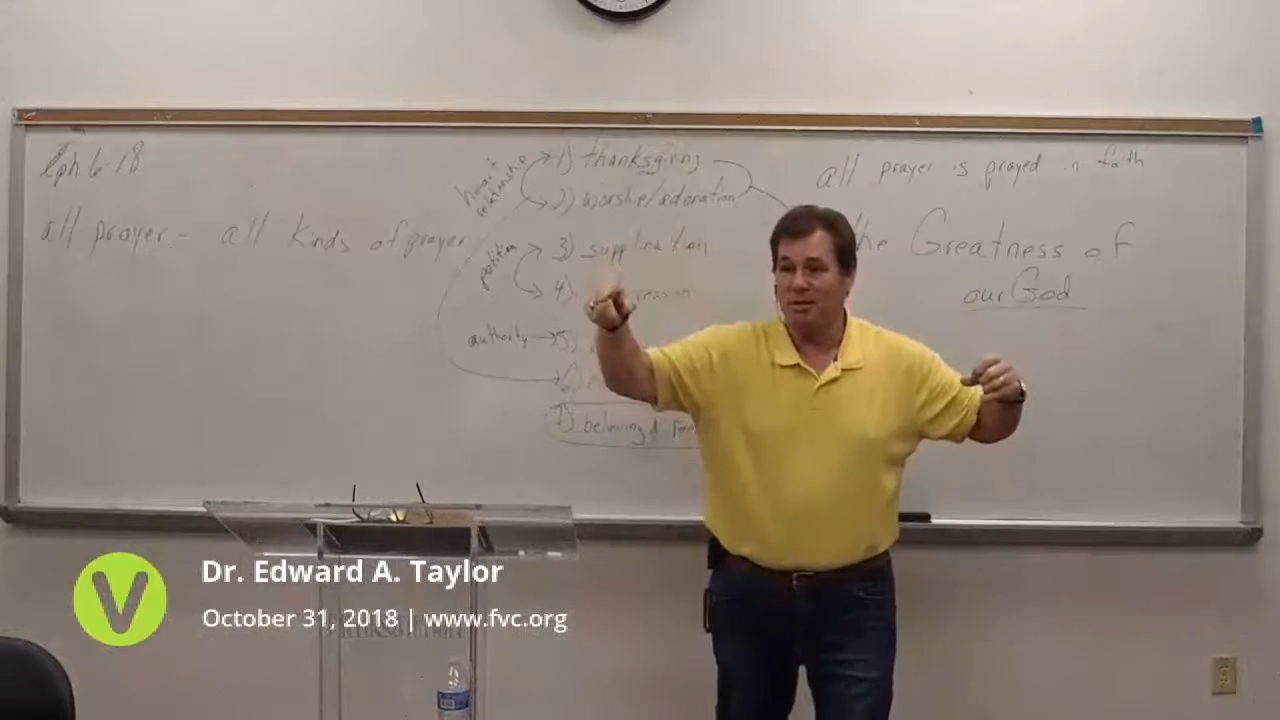 Eph 6:18
all prayer - all kinds of prayer
heart relationship
1) thanksgiving
2) worship/adoration
petition
3) supplication
4)
authority
5)
6)
7) believing &
all prayer is prayed in faith
the Greatness of
our God
V
Dr. Edward A. Taylor
October 31, 2018 | www.fvc.org